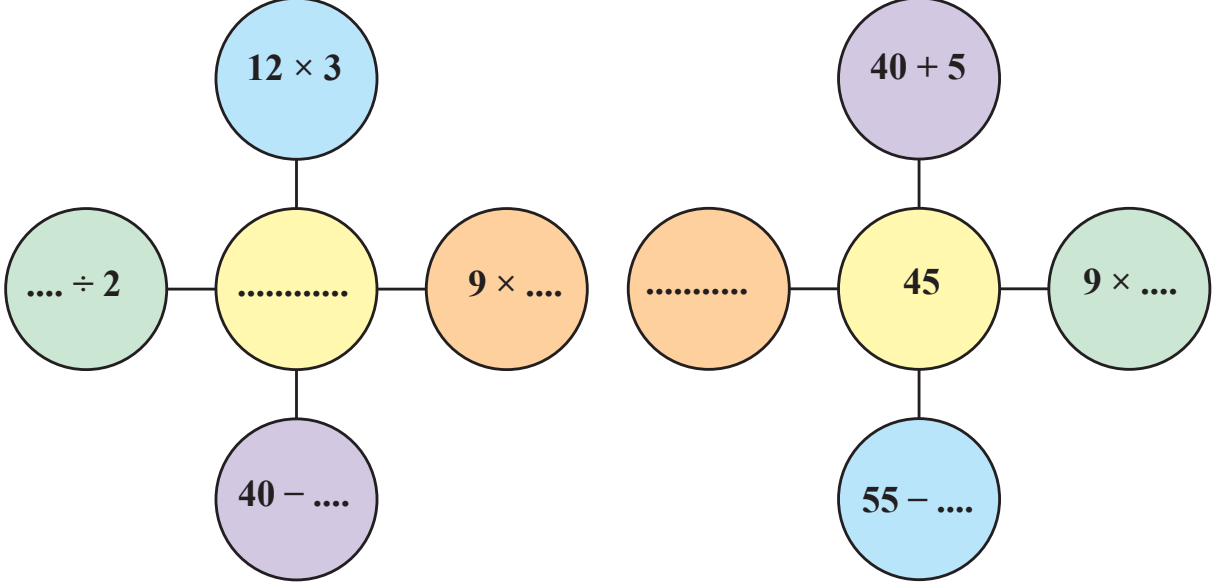 12 × 3
.... ÷ 2
............
9 × ....
40 − ....
40 + 5
...........
45
9 × ....
55 − ....